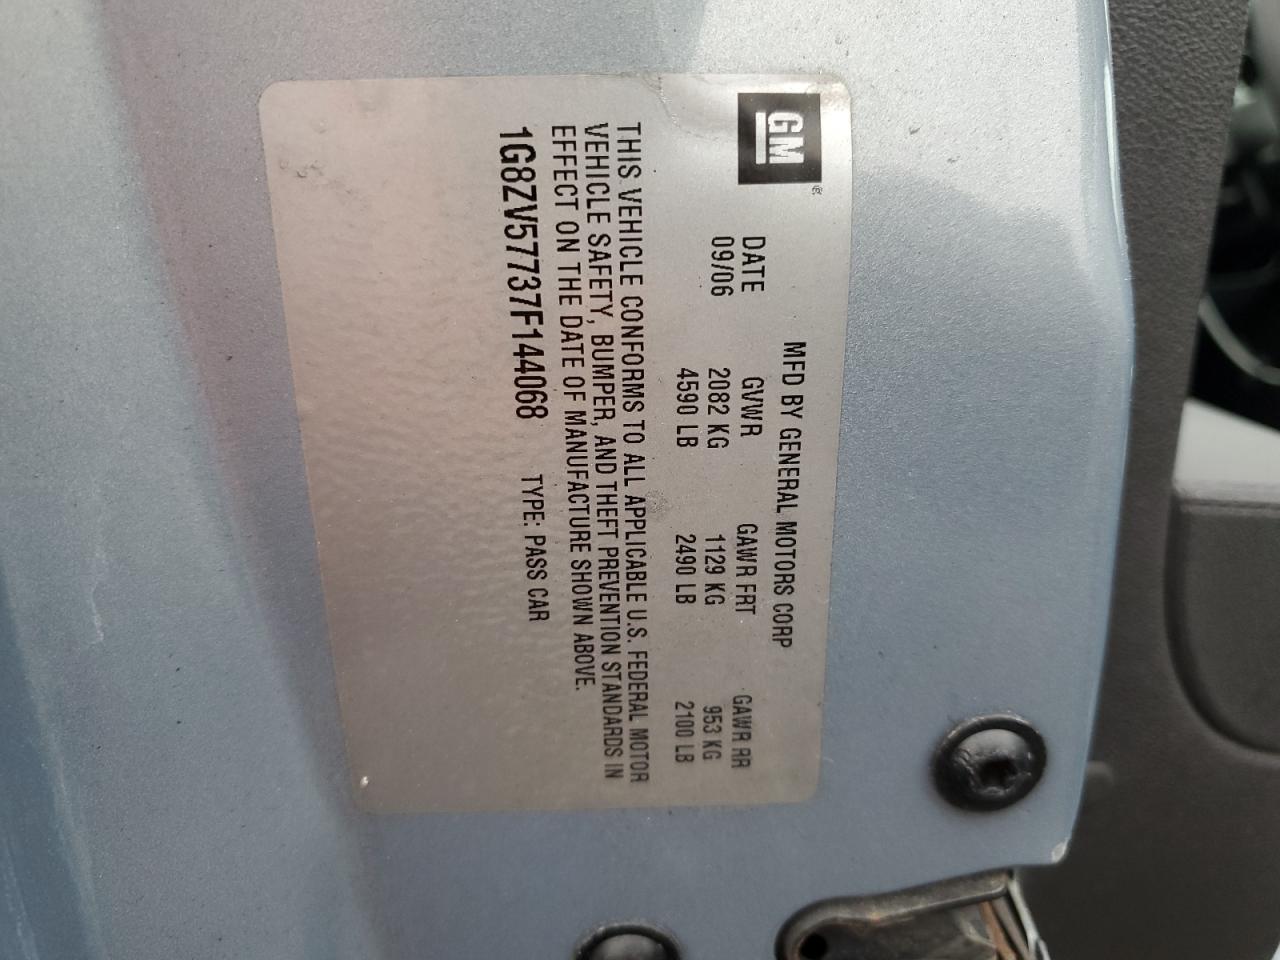 GM®
MFD BY GENERAL MOTORS CORP
DATE GVWR GAWR FRT GAWR RR
09/06 2082 KG 1129 KG 953 KG
4590 LB 2490 LB 2100 LB
THIS VEHICLE CONFORMS TO ALL APPLICABLE U.S. FEDERAL MOTOR
VEHICLE SAFETY, BUMPER, AND THEFT PREVENTION STANDARDS IN
EFFECT ON THE DATE OF MANUFACTURE SHOWN ABOVE.
1G8ZV57737F144068 TYPE: PASS CAR